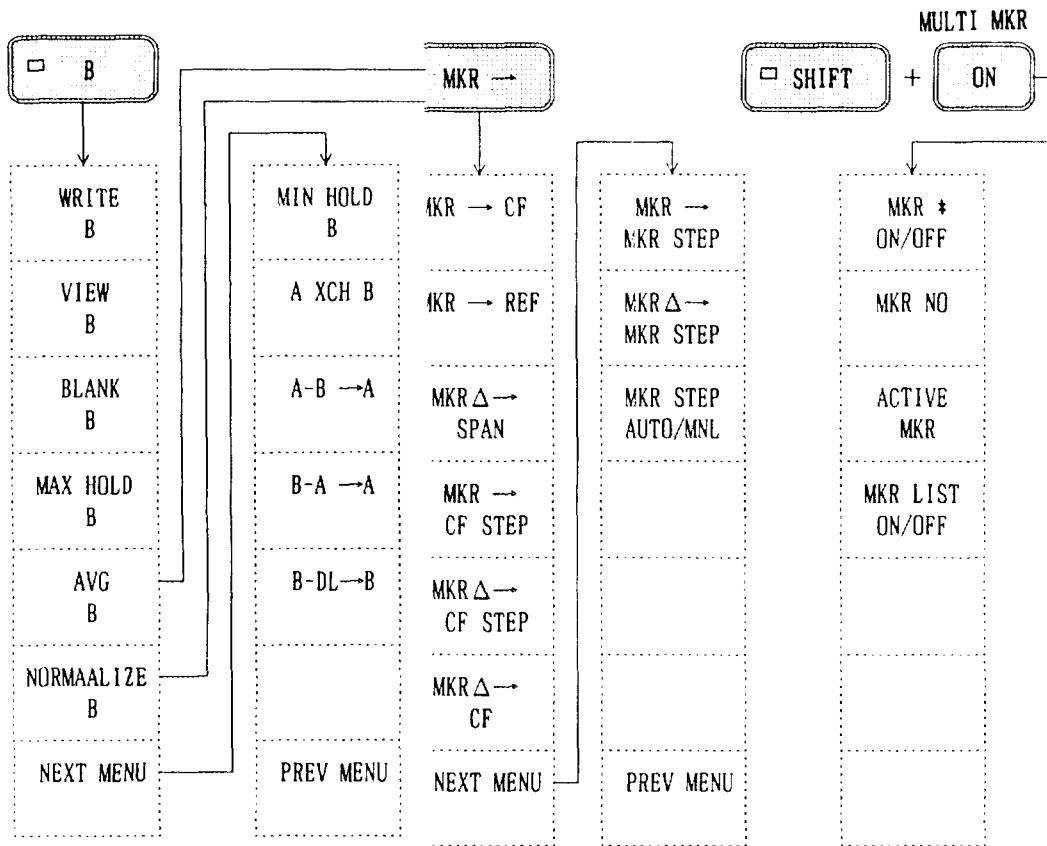 MULTI MKR
B
MKR →
SHIFT + ON
WRITE
B
VIEW
B
BLANK
B
MAX HOLD
B
AVG
B
NORMAALIZE
B
NEXT MENU
MIN HOLD
B
A XCH B
A-B →A
B-A →A
B-DL→B
PREV MENU
MKR → CF
MKR → REF
MKR△→
SPAN
MKR →
CF STEP
MKR△→
CF STEP
MKR△→
CF
NEXT MENU
MKR →
MKR STEP
MKR△→
MKR STEP
MKR STEP
AUTO/MNL
PREV MENU
MKR *
ON/OFF
MKR NO
ACTIVE
MKR
MKR LIST
ON/OFF